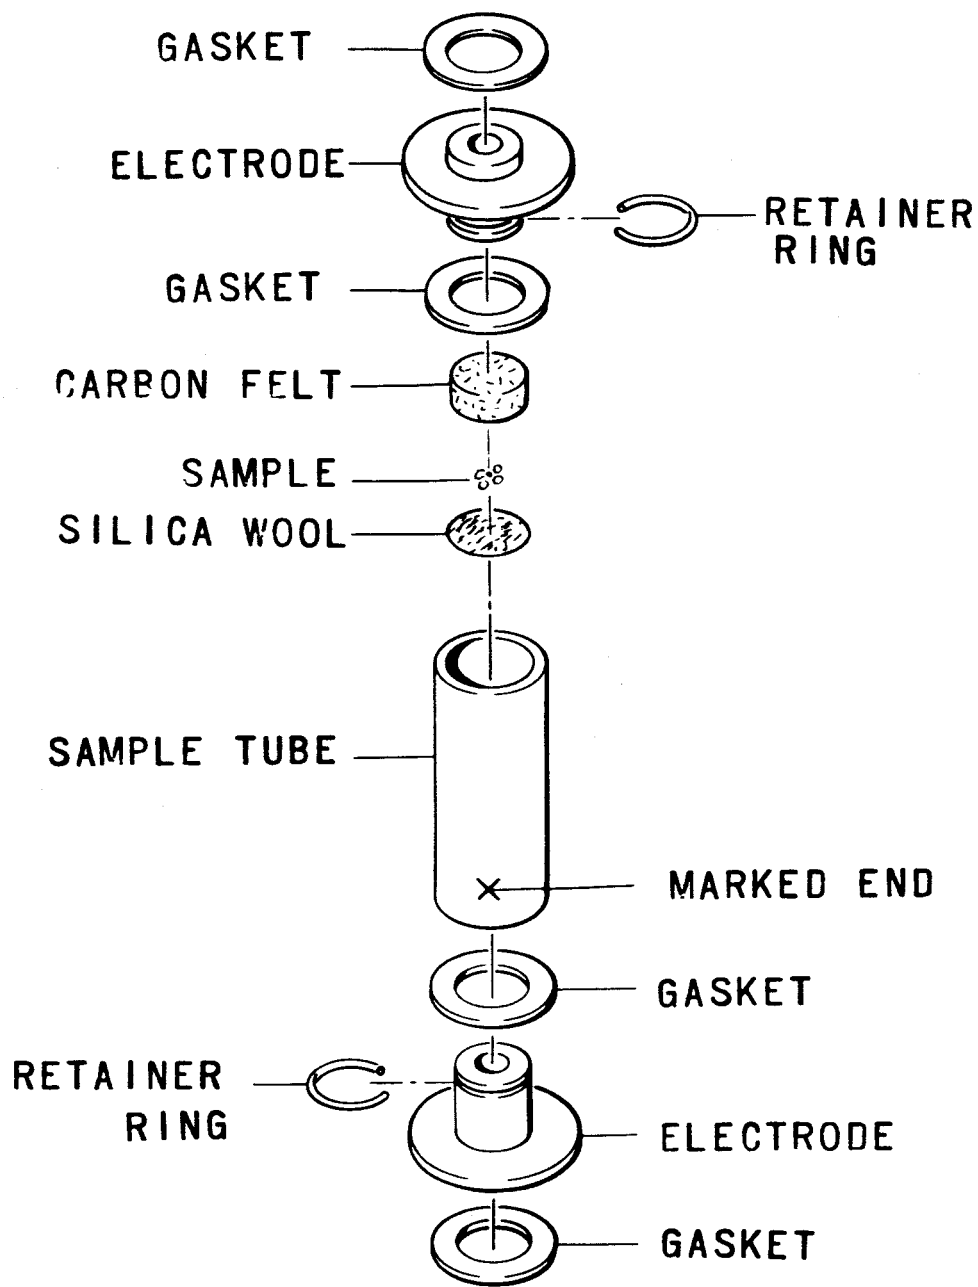 GASKET
ELECTRODE
RETAINER
RING
GASKET
CARBON FELT
SAMPLE
SILICA WOOL
SAMPLE TUBE
MARKED END
GASKET
RETAINER
RING
ELECTRODE
GASKET